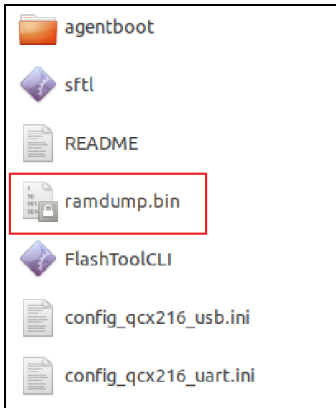 agentboot
sftl
README
ramdump.bin
FlashToolCLI
config_qcx216_usb.ini
config_qcx216_uart.ini